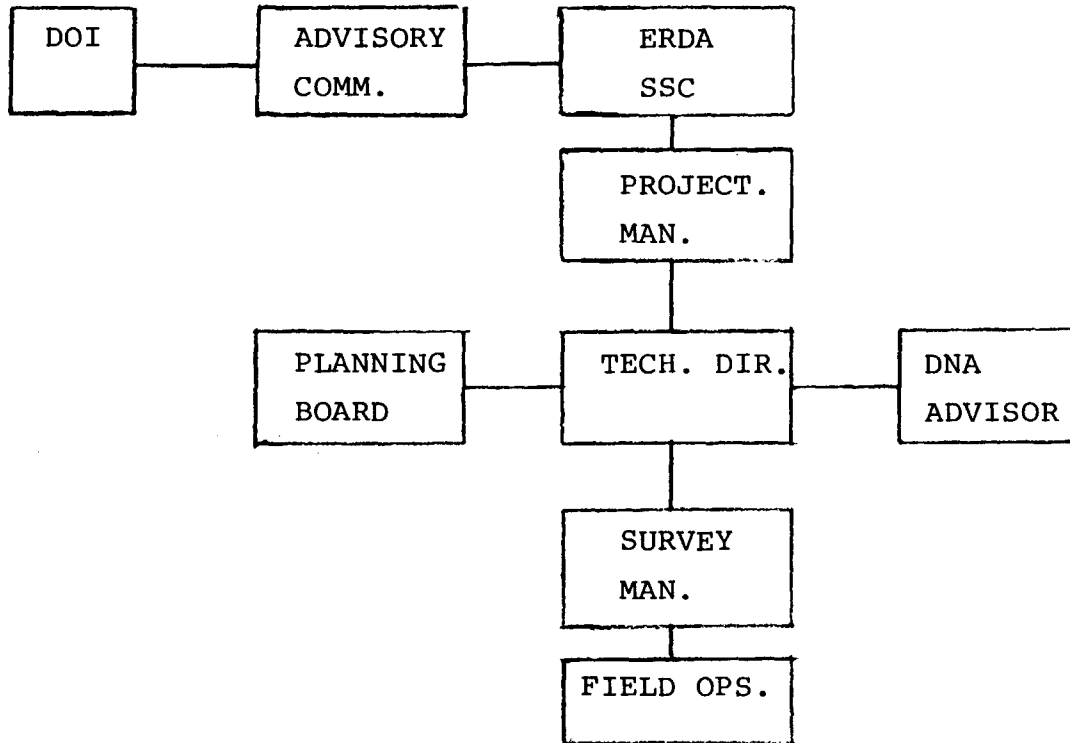 DOI
ADVISORY
COMM.
ERDA
SSC
PROJECT.
MAN.
PLANNING
BOARD
TECH. DIR.
DNA
ADVISOR
SURVEY
MAN.
FIELD OPS.